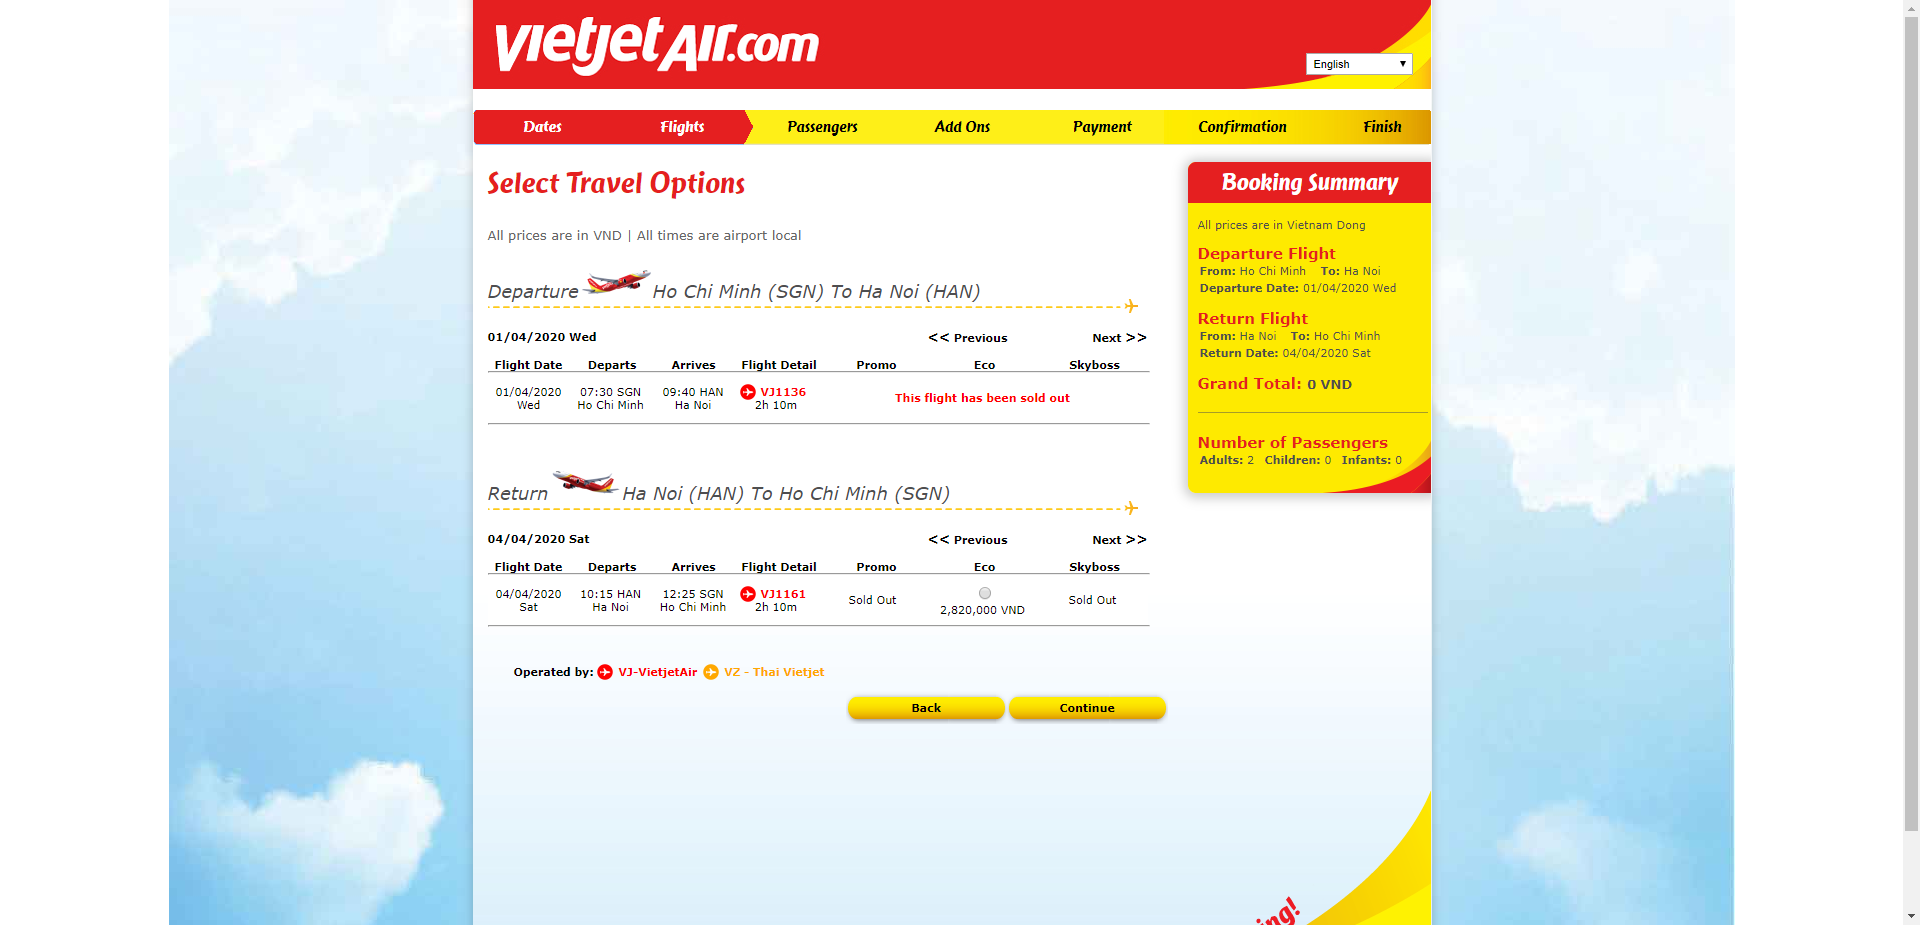 vietjetAir.com
English
Dates Flights Passengers Add Ons Payment Confirmation Finish
Select Travel Options
All prices are in VND | All times are airport local
Departure Ho Chi Minh (SGN) To Ha Noi (HAN)
01/04/2020 Wed << Previous Next >>
Flight Date Departs Arrives Flight Detail Promo Eco Skyboss
01/04/2020 07:30 SGN 09:40 HAN VJ1136
Wed Ho Chi Minh Ha Noi 2h 10m
This flight has been sold out
Return Ha Noi (HAN) To Ho Chi Minh (SGN)
04/04/2020 Sat << Previous Next >>
Flight Date Departs Arrives Flight Detail Promo Eco Skyboss
04/04/2020 10:15 HAN 12:25 SGN VJ1161
Sat Ha Noi Ho Chi Minh 2h 10m
Sold Out 2,820,000 VND Sold Out
Operated by: VJ-VietjetAir VZ - Thai Vietjet
Back Continue
Booking Summary
All prices are in Vietnam Dong
Departure Flight
From: Ho Chi Minh To: Ha Noi
Departure Date: 01/04/2020 Wed
Return Flight
From: Ha Noi To: Ho Chi Minh
Return Date: 04/04/2020 Sat
Grand Total: 0 VND
Number of Passengers
Adults: 2 Children: 0 Infants: 0